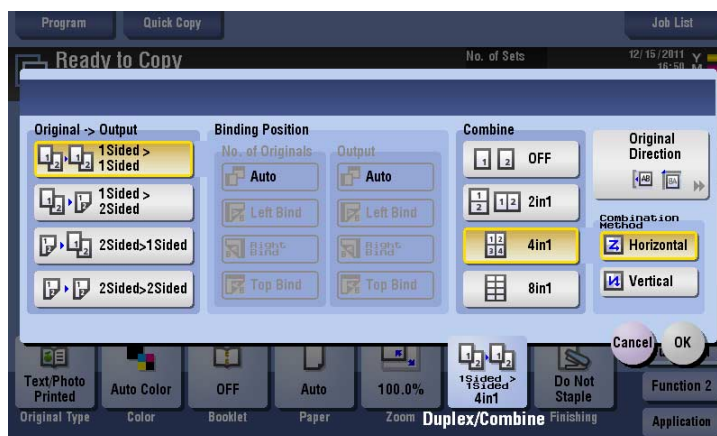 Program
Quick Copy
Job List
Ready to Copy
No. of Sets
12/15/2011
16:50
Y
M
Original -> Output
Binding Position
Combine
1Sided >
1Sided
No. of Originals
Output
OFF
Original
Direction
Auto
Auto
1Sided >
2Sided
Left Bind
Left Bind
2in1
Combination
Method
2Sided>1Sided
Right
Bind
Right
Bind
4in1
Horizontal
2Sided>2Sided
Top Bind
Top Bind
8in1
Vertical
Cancel
OK
Text/Photo
Printed
Auto Color
OFF
Auto
100.0%
1Sided >
1Sided
4in1
Do Not
Staple
Function 2
Original Type
Color
Booklet
Paper
Zoom
Duplex/Combine
Finishing
Application